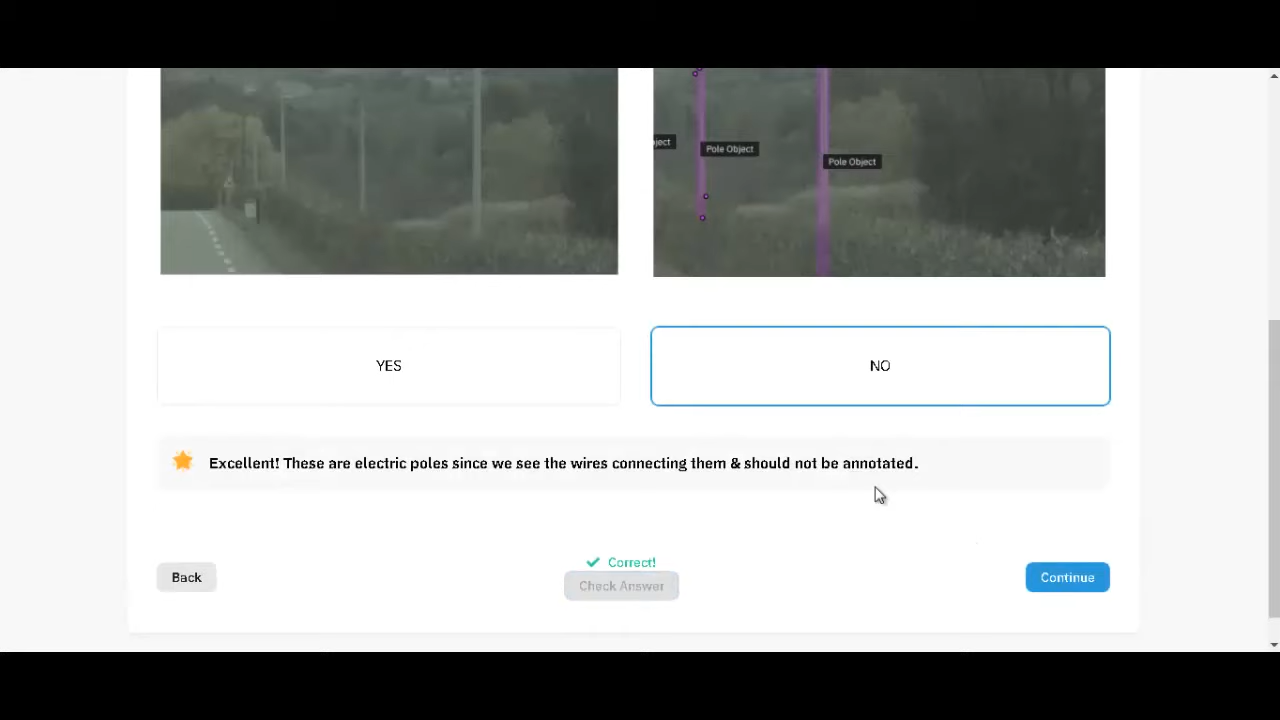 ject
Pole Object
Pole Object
YES
NO
Excellent! These are electric poles since we see the wires connecting them & should not be annotated.
Correct!
Back
Check Answer
Continue